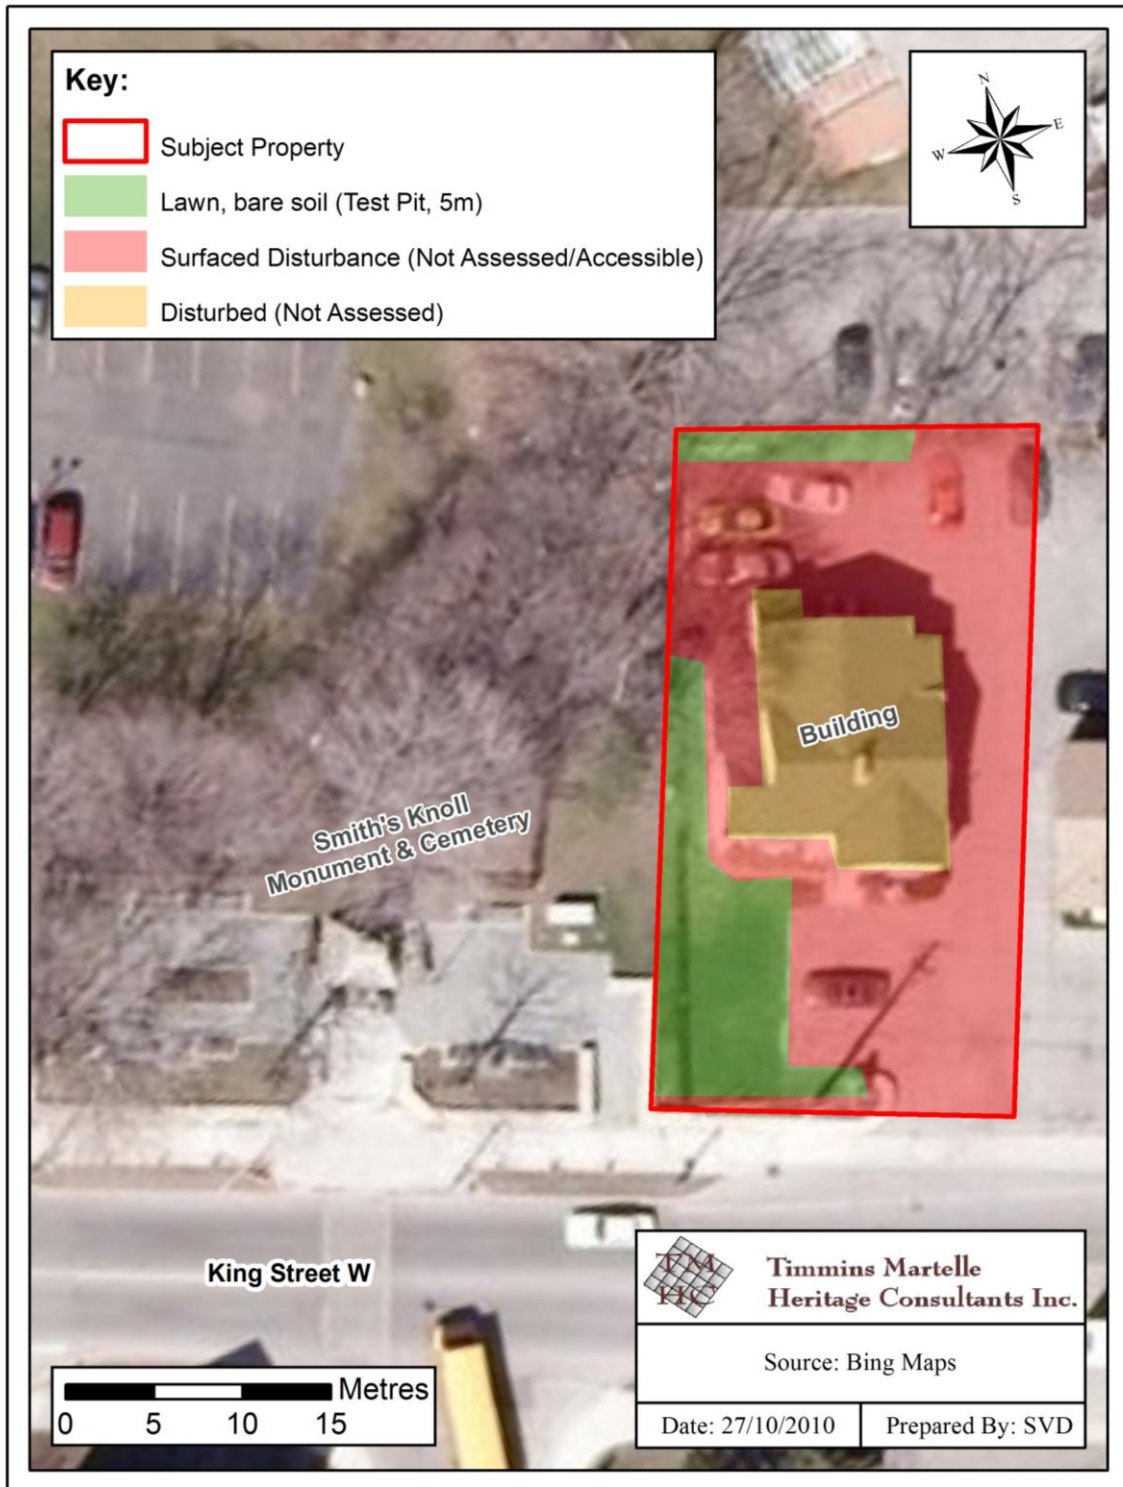 Key:
Subject Property
Lawn, bare soil (Test Pit, 5m)
Surfaced Disturbance (Not Assessed/Accessible)
Disturbed (Not Assessed)
N
E
W
S
Building
Smith's Knoll
Monument & Cemetery
King Street W
Metres
0 5 10 15
TM
HC
Timmins Martelle
Heritage Consultants Inc.
Source: Bing Maps
Date: 27/10/2010
Prepared By: SVD